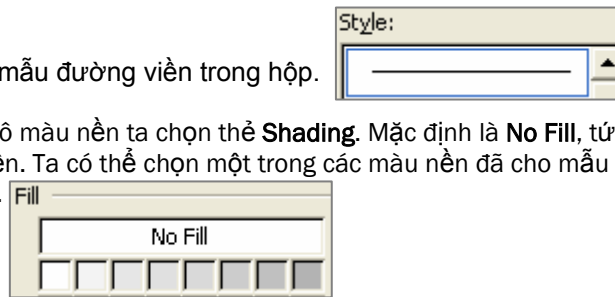 Style:
mẫu đường viền trong hộp.
ô màu nền ta chọn thẻ Shading. Mặc định là No Fill, tứ
ền. Ta có thể chọn một trong các màu nền đã cho mẫu
.
Fill
No Fill